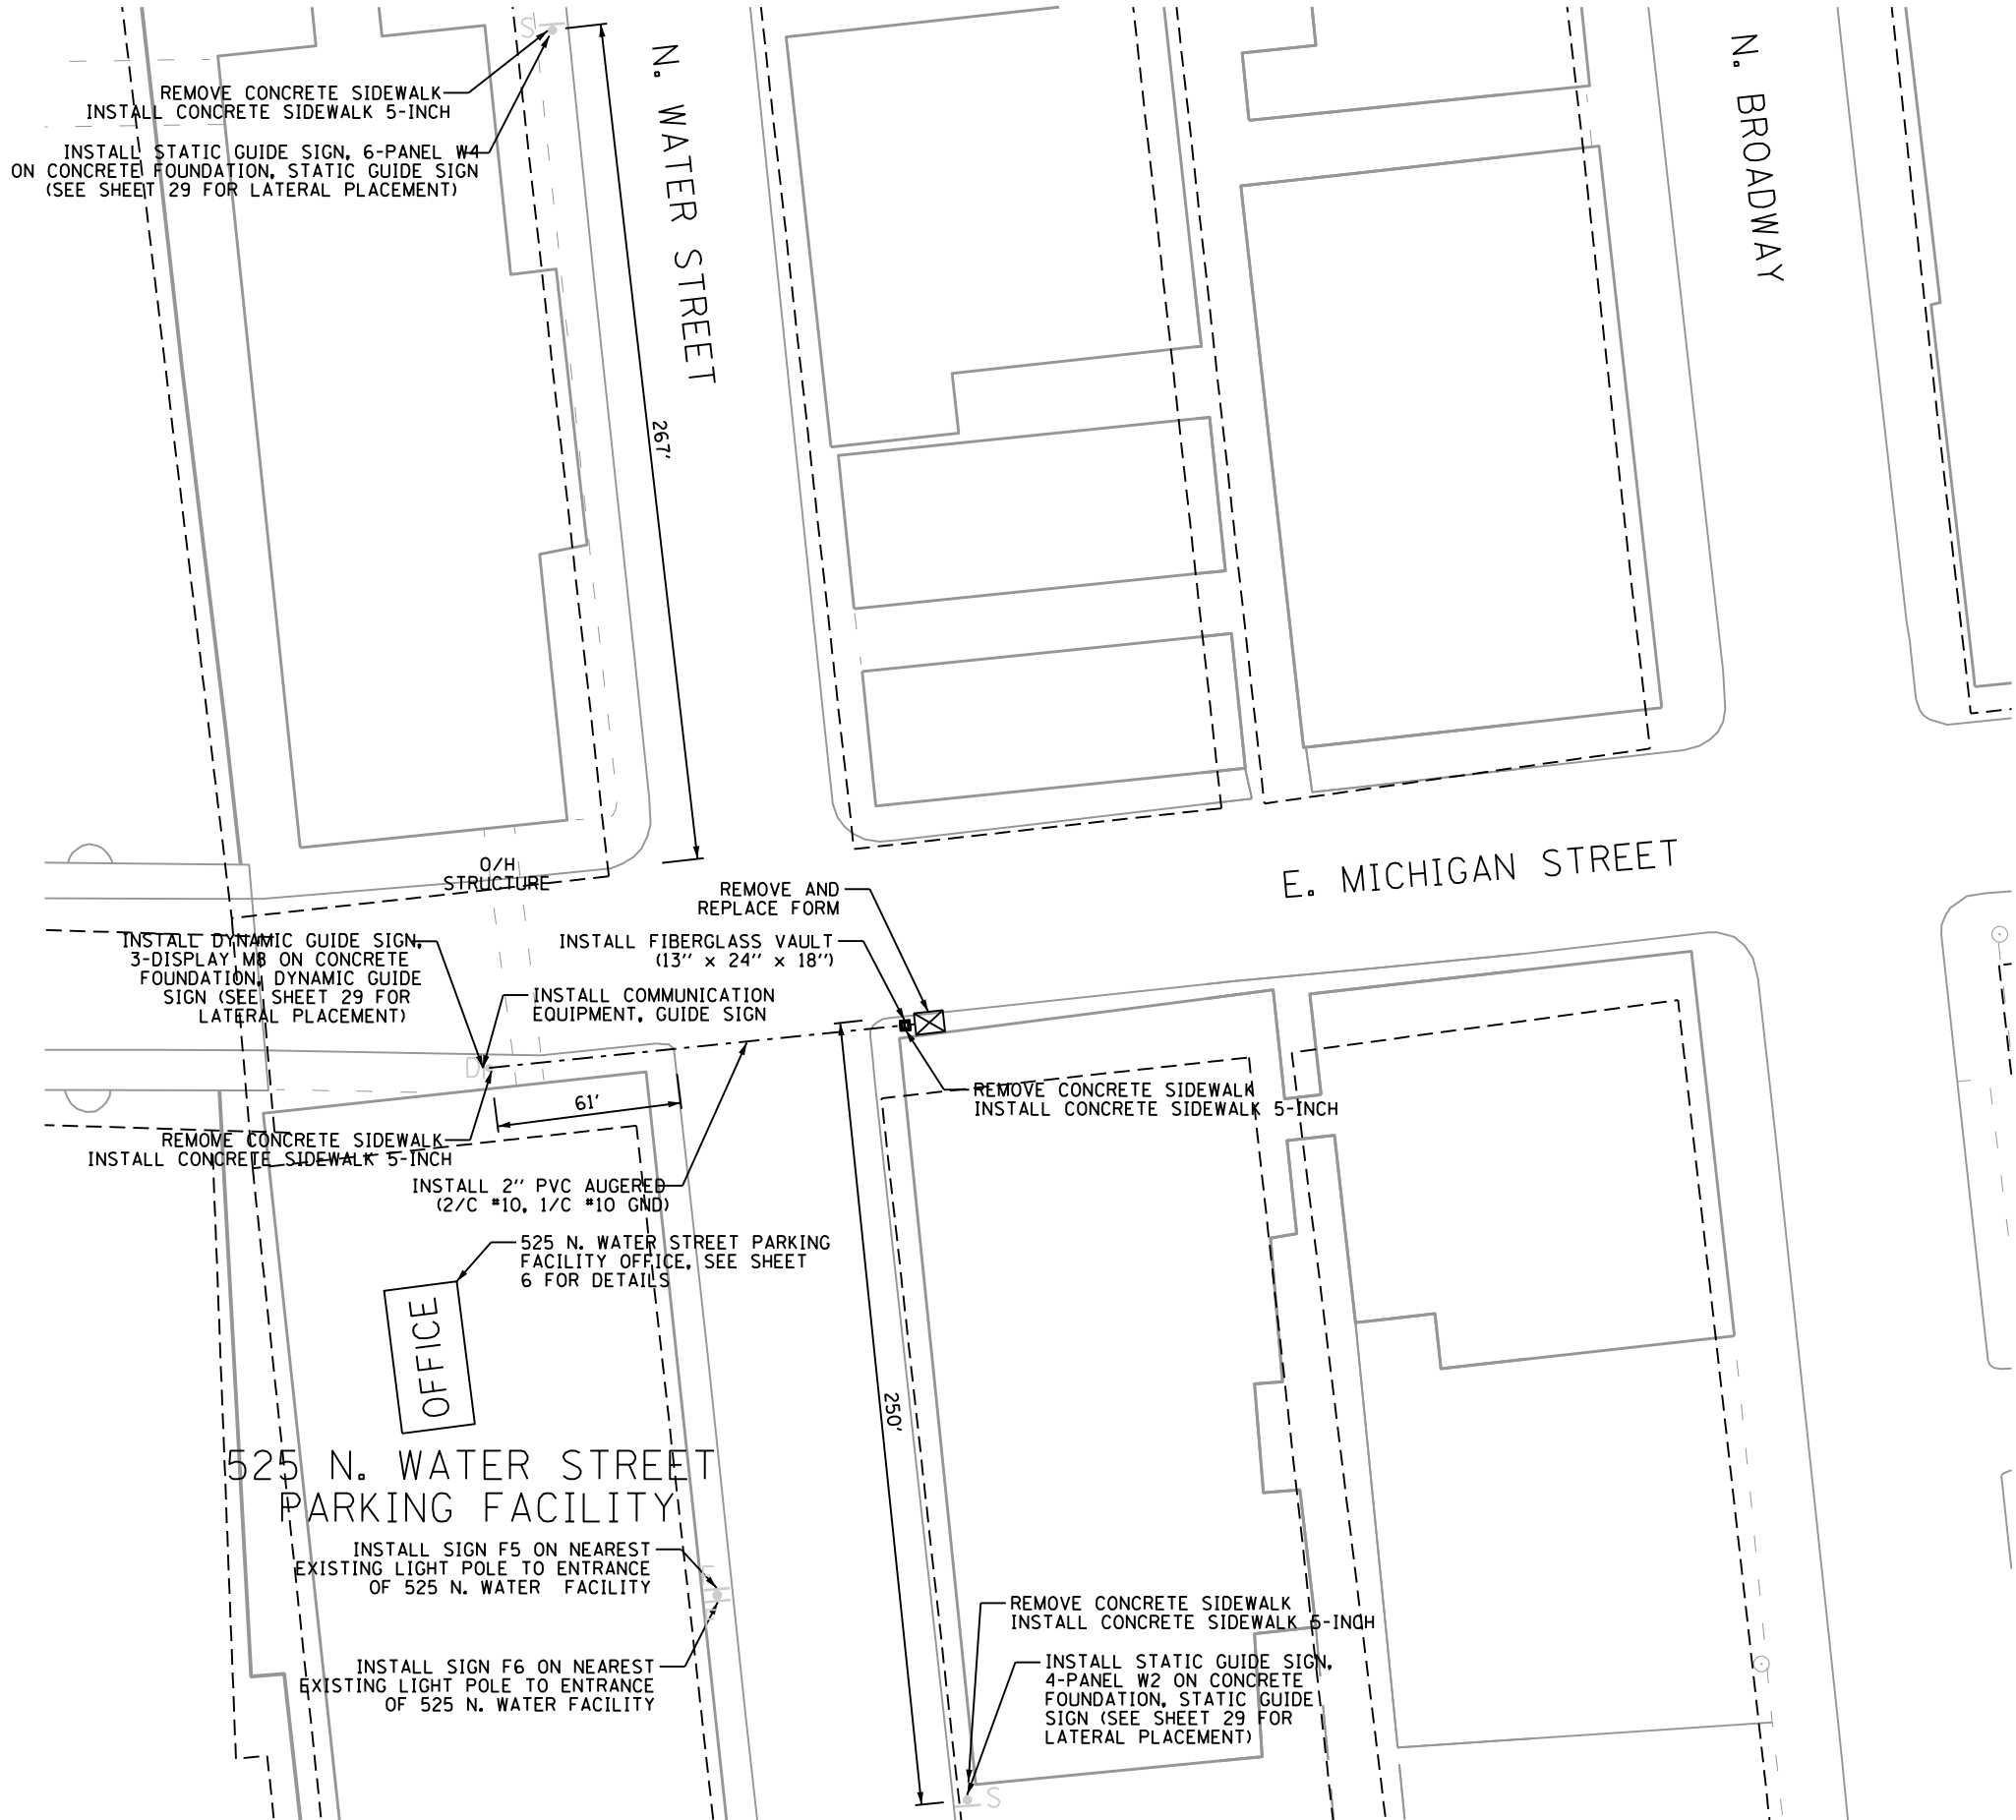 S
REMOVE CONCRETE SIDEWALK
INSTALL CONCRETE SIDEWALK 5-INCH
INSTALL STATIC GUIDE SIGN, 6-PANEL W4
ON CONCRETE FOUNDATION, STATIC GUIDE SIGN
(SEE SHEET 29 FOR LATERAL PLACEMENT)
N. WATER STREET
N. BROADWAY
267'
O/H
STRUCTURE
E. MICHIGAN STREET
REMOVE AND
REPLACE FORM
INSTALL FIBERGLASS VAULT
(13" x 24" x 18")
INSTALL DYNAMIC GUIDE SIGN,
3-DISPLAY M8 ON CONCRETE
FOUNDATION, DYNAMIC GUIDE
SIGN (SEE SHEET 29 FOR
LATERAL PLACEMENT)
INSTALL COMMUNICATION
EQUIPMENT, GUIDE SIGN
D
61'
REMOVE CONCRETE SIDEWALK
INSTALL CONCRETE SIDEWALK 5-INCH
REMOVE CONCRETE SIDEWALK
INSTALL CONCRETE SIDEWALK 5-INCH
INSTALL 2" PVC AUGERED
(2/C #10, 1/C #10 GND)
525 N. WATER STREET PARKING
FACILITY OFFICE, SEE SHEET
6 FOR DETAILS
OFFICE
250'
525 N. WATER STREET
PARKING FACILITY
INSTALL SIGN F5 ON NEAREST
EXISTING LIGHT POLE TO ENTRANCE
OF 525 N. WATER FACILITY
INSTALL SIGN F6 ON NEAREST
EXISTING LIGHT POLE TO ENTRANCE
OF 525 N. WATER FACILITY
REMOVE CONCRETE SIDEWALK
INSTALL CONCRETE SIDEWALK 5-INCH
INSTALL STATIC GUIDE SIGN,
4-PANEL W2 ON CONCRETE
FOUNDATION, STATIC GUIDE
SIGN (SEE SHEET 29 FOR
LATERAL PLACEMENT)
S